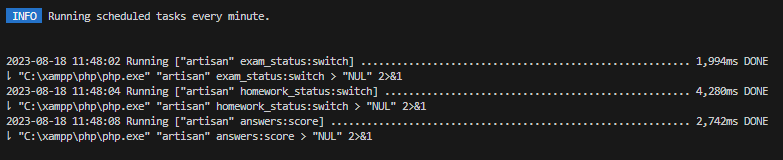 INFO Running scheduled tasks every minute.
2023-08-18 11:48:02 Running ["artisan" exam_status:switch] ............................................................ 1,994ms DONE
⇂ "C:\xampp\php\php.exe" "artisan" exam_status:switch > "NUL" 2>&1
2023-08-18 11:48:04 Running ["artisan" homework_status:switch] ........................................................ 4,280ms DONE
⇂ "C:\xampp\php\php.exe" "artisan" homework_status:switch > "NUL" 2>&1
2023-08-18 11:48:08 Running ["artisan" answers:score] ................................................................. 2,742ms DONE
⇂ "C:\xampp\php\php.exe" "artisan" answers:score > "NUL" 2>&1